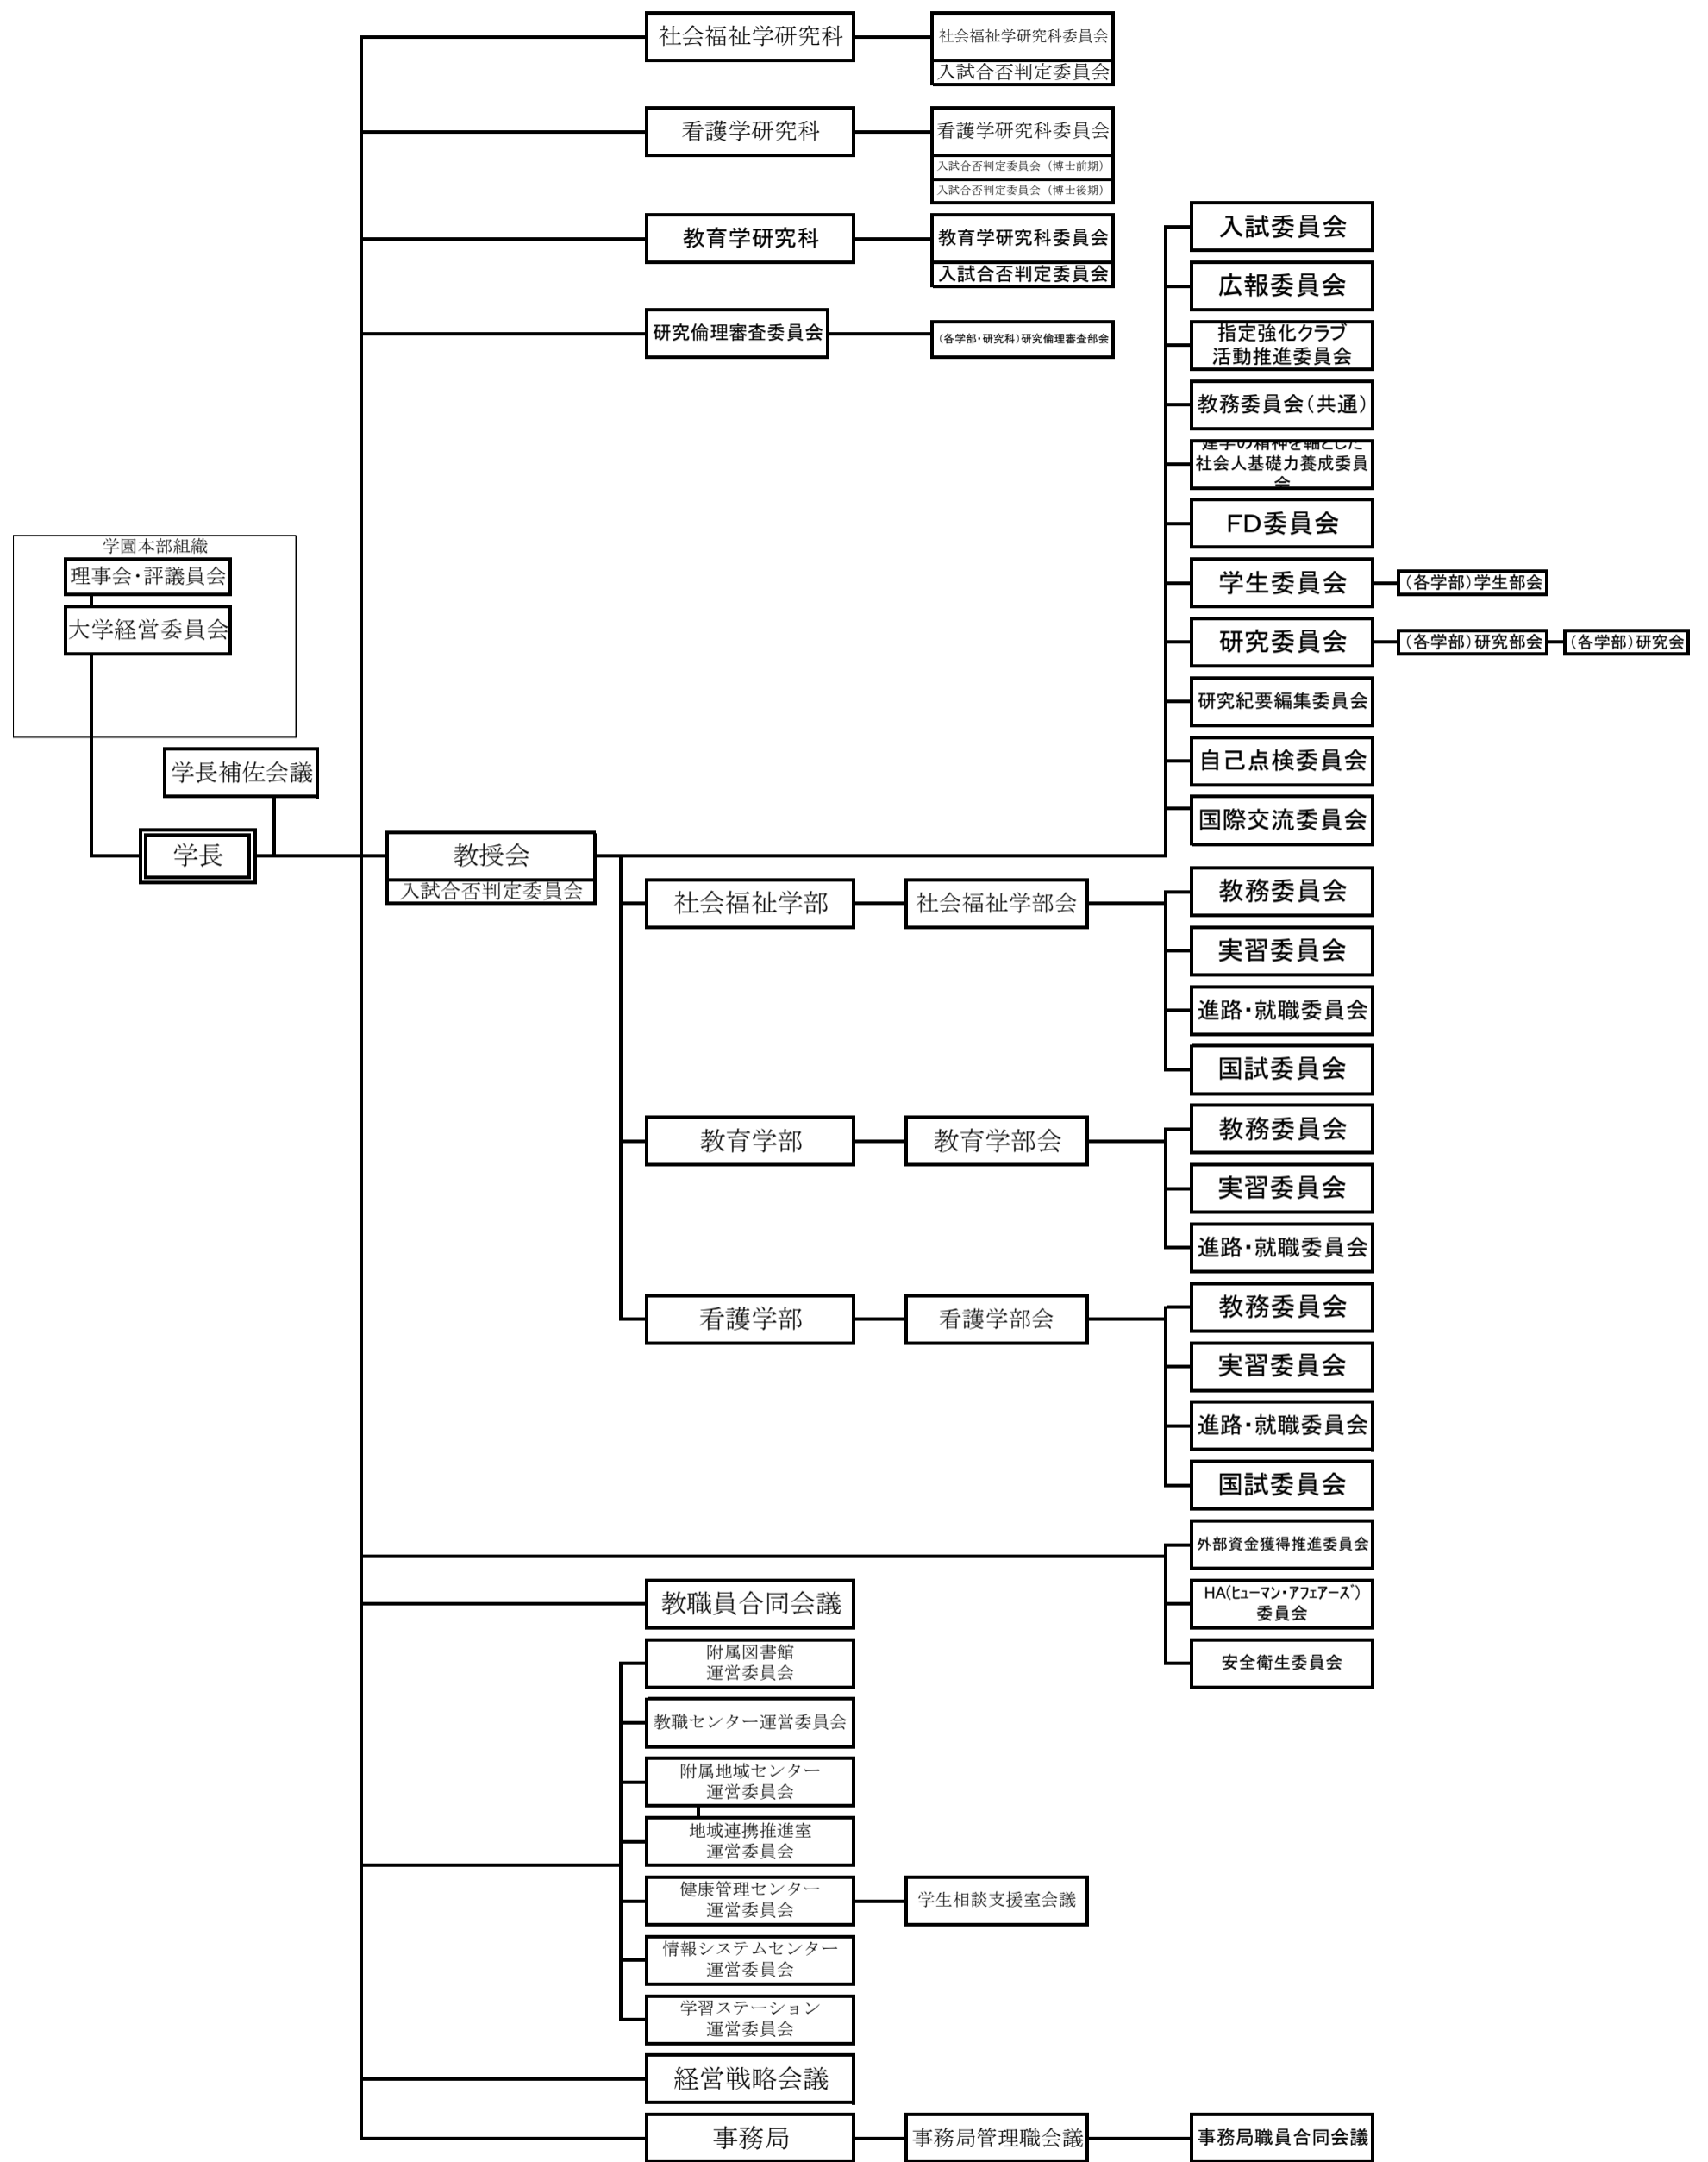 社会福祉学研究科
社会福祉学研究科委員会
入試合否判定委員会
看護学研究科
看護学研究科委員会
入試合否判定委員会（博士前期）
入試合否判定委員会（博士後期）
教育学研究科
教育学研究科委員会
入試合否判定委員会
研究倫理審査委員会
（各学部・研究科）研究倫理審査部会
入試委員会
広報委員会
指定強化クラブ
活動推進委員会
教務委員会（共通）
建学の精神を軸とした
社会人基礎力養成委員
会
FD委員会
学生委員会
（各学部）学生部会
研究委員会
（各学部）研究部会
（各学部）研究会
研究紀要編集委員会
自己点検委員会
国際交流委員会
学園本部組織
理事会・評議員会
大学経営委員会
学長補佐会議
学長
教授会
入試合否判定委員会
社会福祉学部
社会福祉学部会
教務委員会
実習委員会
進路・就職委員会
国試委員会
教育学部
教育学部会
教務委員会
実習委員会
進路・就職委員会
看護学部
看護学部会
教務委員会
実習委員会
進路・就職委員会
国試委員会
外部資金獲得推進委員会
HA(ﾋｭｰﾏﾝ・ｱﾌｪｱｰｽﾞ)
委員会
安全衛生委員会
教職員合同会議
附属図書館
運営委員会
教職センター運営委員会
附属地域センター
運営委員会
地域連携推進室
運営委員会
健康管理センター
運営委員会
学生相談支援室会議
情報システムセンター
運営委員会
学習ステーション
運営委員会
経営戦略会議
事務局
事務局管理職会議
事務局職員合同会議